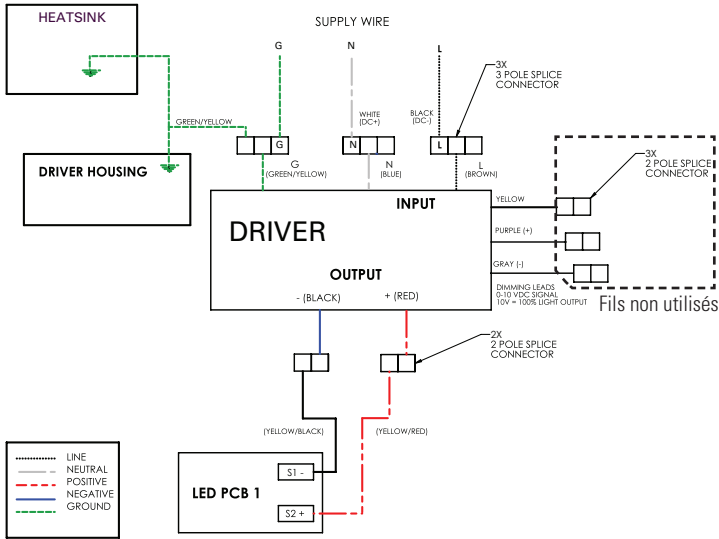 HEATSINK
SUPPLY WIRE
G
N
L
3X
3 POLE SPLICE
CONNECTOR
GREEN/YELLOW
WHITE
(DC+)
BLACK
(DC-)
G
N
L
DRIVER HOUSING
G
(GREEN/YELLOW)
N
(BLUE)
L
(BROWN)
3X
2 POLE SPLICE
CONNECTOR
INPUT
YELLOW
DRIVER
PURPLE (+)
OUTPUT
GRAY (-)
- (BLACK)
+ (RED)
DIMMING LEADS
0-10 VDC SIGNAL
10V = 100% LIGHT OUTPUT
Fils non utilisés
2X
2 POLE SPLICE
CONNECTOR
(YELLOW/BLACK)
(YELLOW/RED)
LED PCB 1
S1 -
S2 +
LINE
NEUTRAL
POSITIVE
NEGATIVE
GROUND